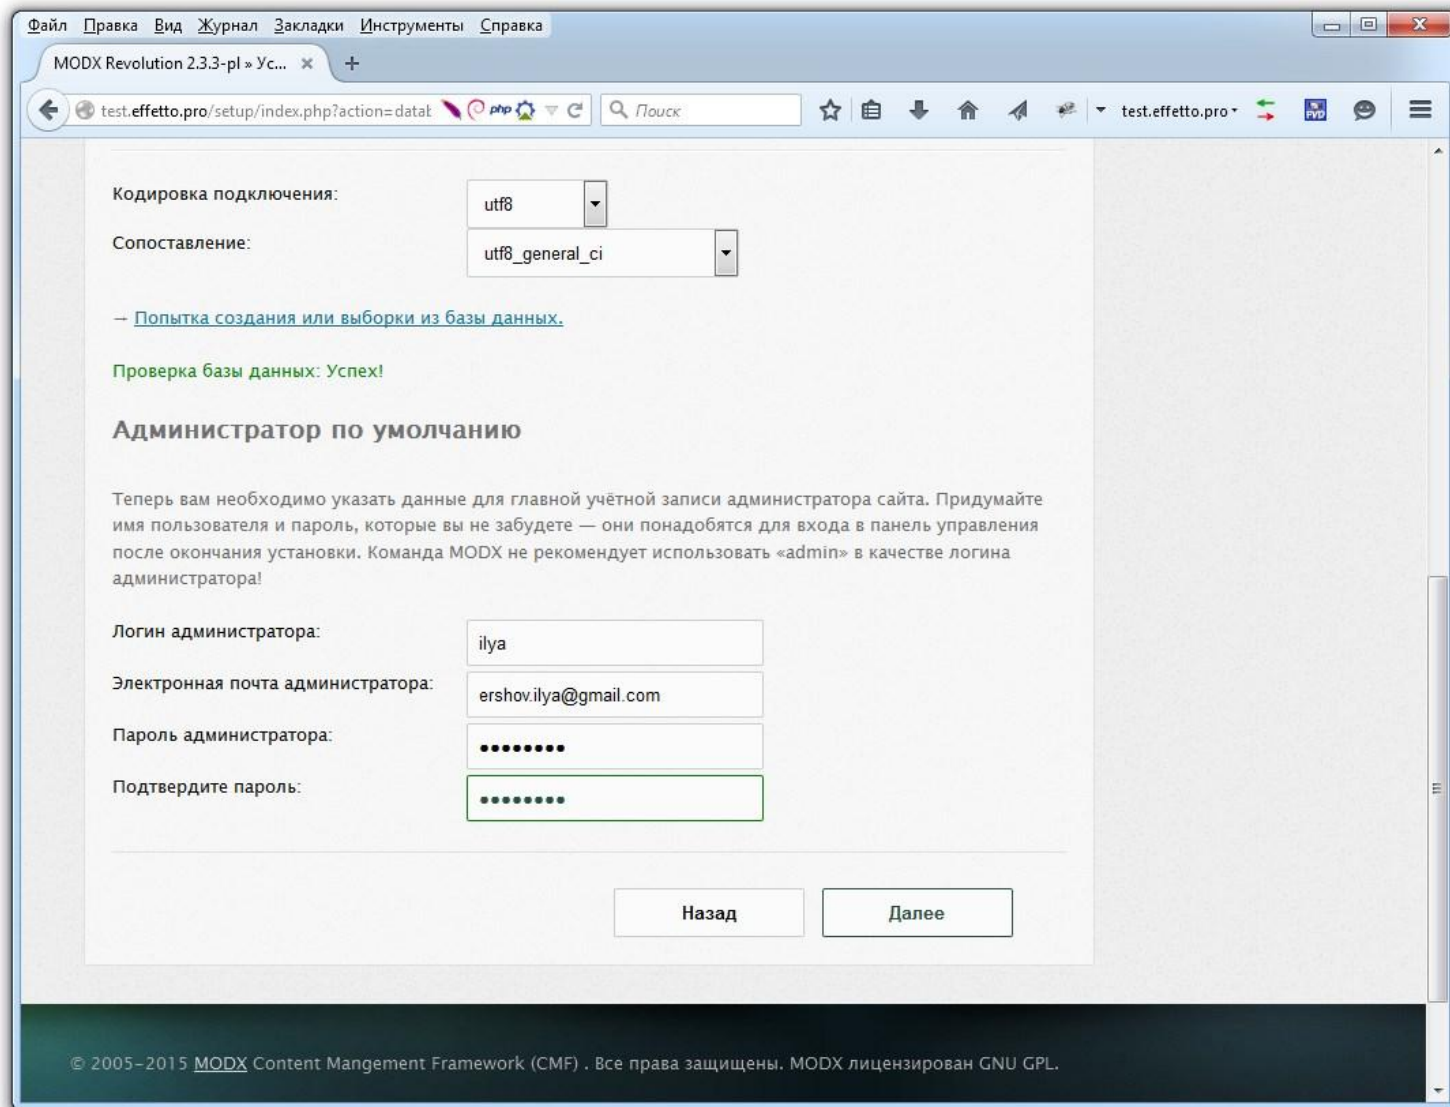 Файл Правка Вид Журнал Закладки Инструменты Справка
MODX Revolution 2.3.3-pl » Ус... × +
test.effetto.pro/setup/index.php?action=datab php Поиск test.effetto.pro PVD
Кодировка подключения: utf8
Сопоставление: utf8_general_ci
→ Попытка создания или выборки из базы данных.
Проверка базы данных: Успех!
Администратор по умолчанию
Теперь вам необходимо указать данные для главной учётной записи администратора сайта. Придумайте
имя пользователя и пароль, которые вы не забудете — они понадобятся для входа в панель управления
после окончания установки. Команда MODX не рекомендует использовать «admin» в качестве логина
администратора!
Логин администратора: ilya
Электронная почта администратора: ershov.ilya@gmail.com
Пароль администратора: ••••••••
Подтвердите пароль: ••••••••
Назад Далее
© 2005–2015 MODX Content Mangement Framework (CMF) . Все права защищены. MODX лицензирован GNU GPL.